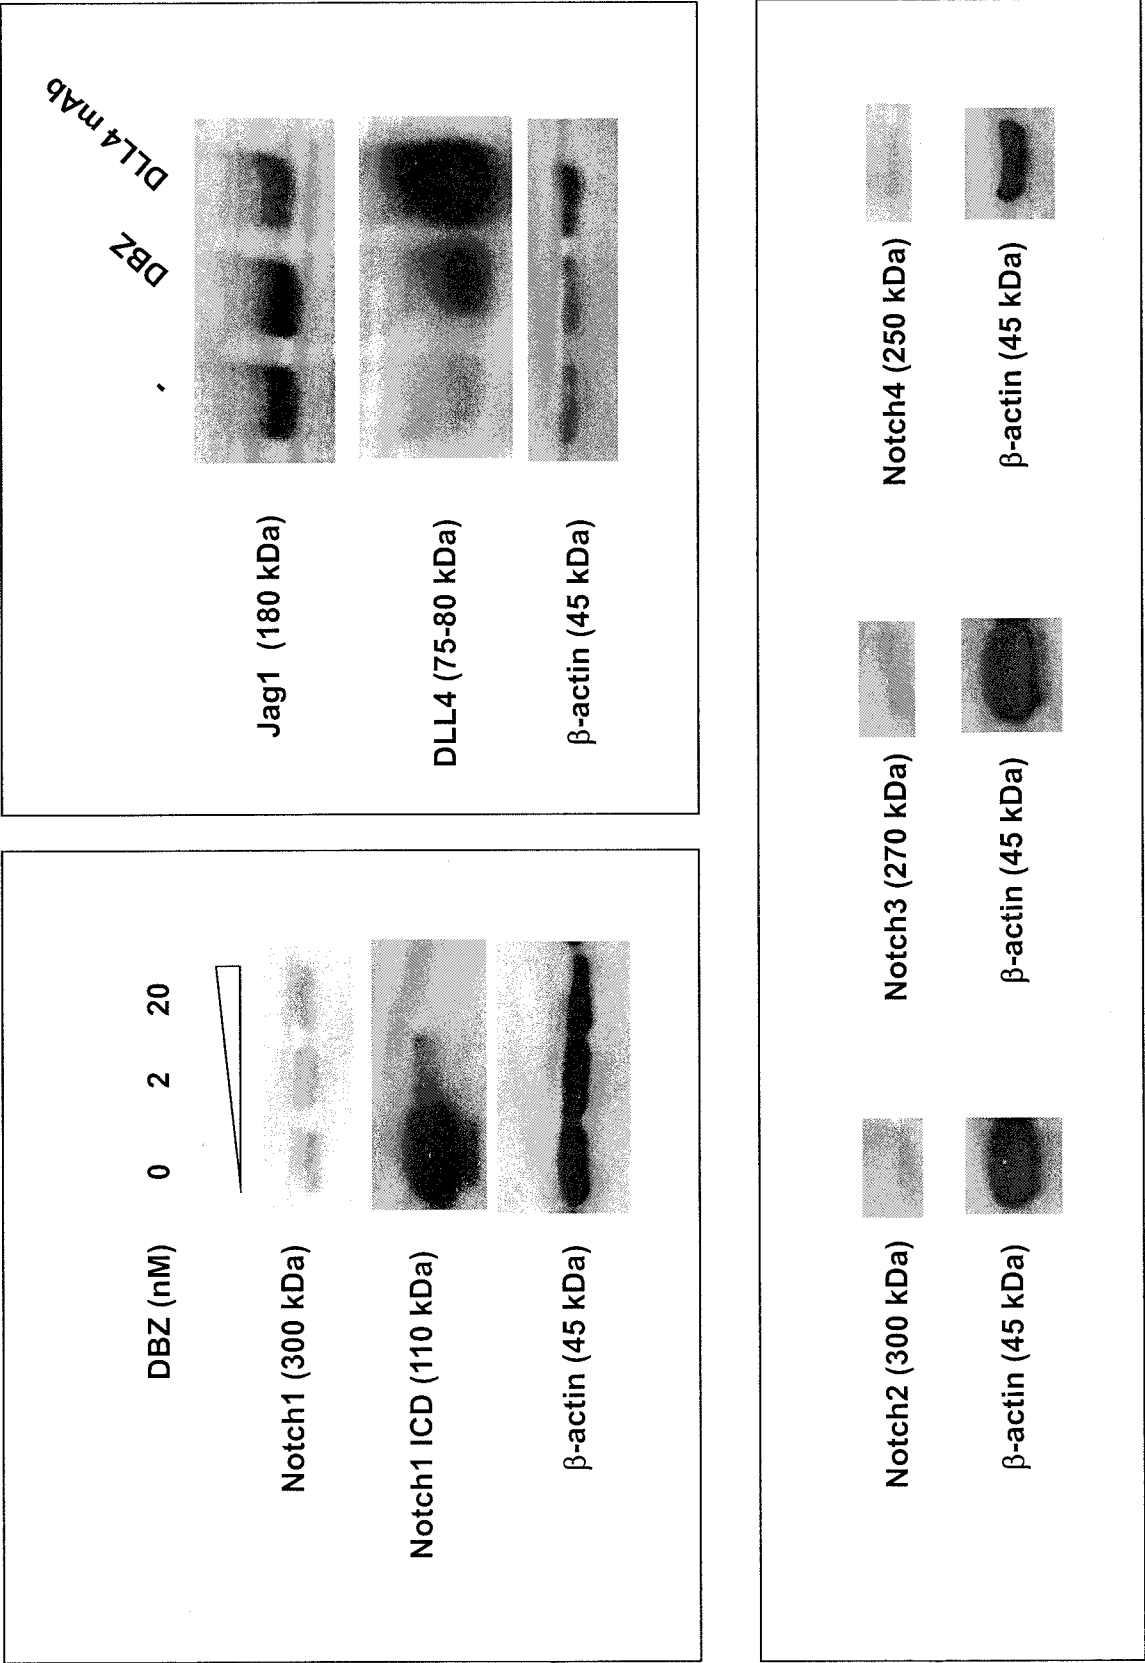 DBZ (nM) 0 2 20
Notch1 (300 kDa)
Notch1 ICD (110 kDa)
β-actin (45 kDa)
- DBZ DLL4 mAb
Jag1 (180 kDa)
DLL4 (75-80 kDa)
β-actin (45 kDa)
Notch2 (300 kDa)
β-actin (45 kDa)
Notch3 (270 kDa)
β-actin (45 kDa)
Notch4 (250 kDa)
β-actin (45 kDa)